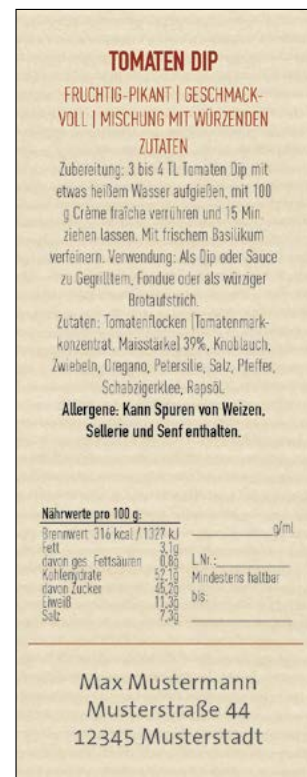 TOMATEN DIP
FRUCHTIG-PIKANT | GESCHMACK-
VOLL | MISCHUNG MIT WÜRZENDEN
ZUTATEN
Zubereitung: 3 bis 4 TL Tomaten Dip mit
etwas heißem Wasser aufgießen, mit 100
g Crème fraîche verrühren und 15 Min.
ziehen lassen. Mit frischem Basilikum
verfeinern. Verwendung: Als Dip oder Sauce
zu Gegrilltem, Fondue oder als würziger
Brotaufstrich.
Zutaten: Tomatenflocken (Tomatenmark-
konzentrat, Maisstärke) 39%, Knoblauch,
Zwiebeln, Oregano, Petersilie, Salz, Pfeffer,
Schabzigerklee, Rapsöl.
Allergene: Kann Spuren von Weizen,
Sellerie und Senf enthalten.
Nährwerte pro 100 g:
Brennwert 316 kcal / 1327 kJ
Fett 3,1g
davon ges. Fettsäuren 0,8g
Kohlenydrate 52,1g
davon Zucker 45,2g
Eiweiß 11,3g
Salz 7,3g
g/ml
L.Nr.:
Mindestens haltbar
bis:
Max Mustermann
Musterstraße 44
12345 Musterstadt